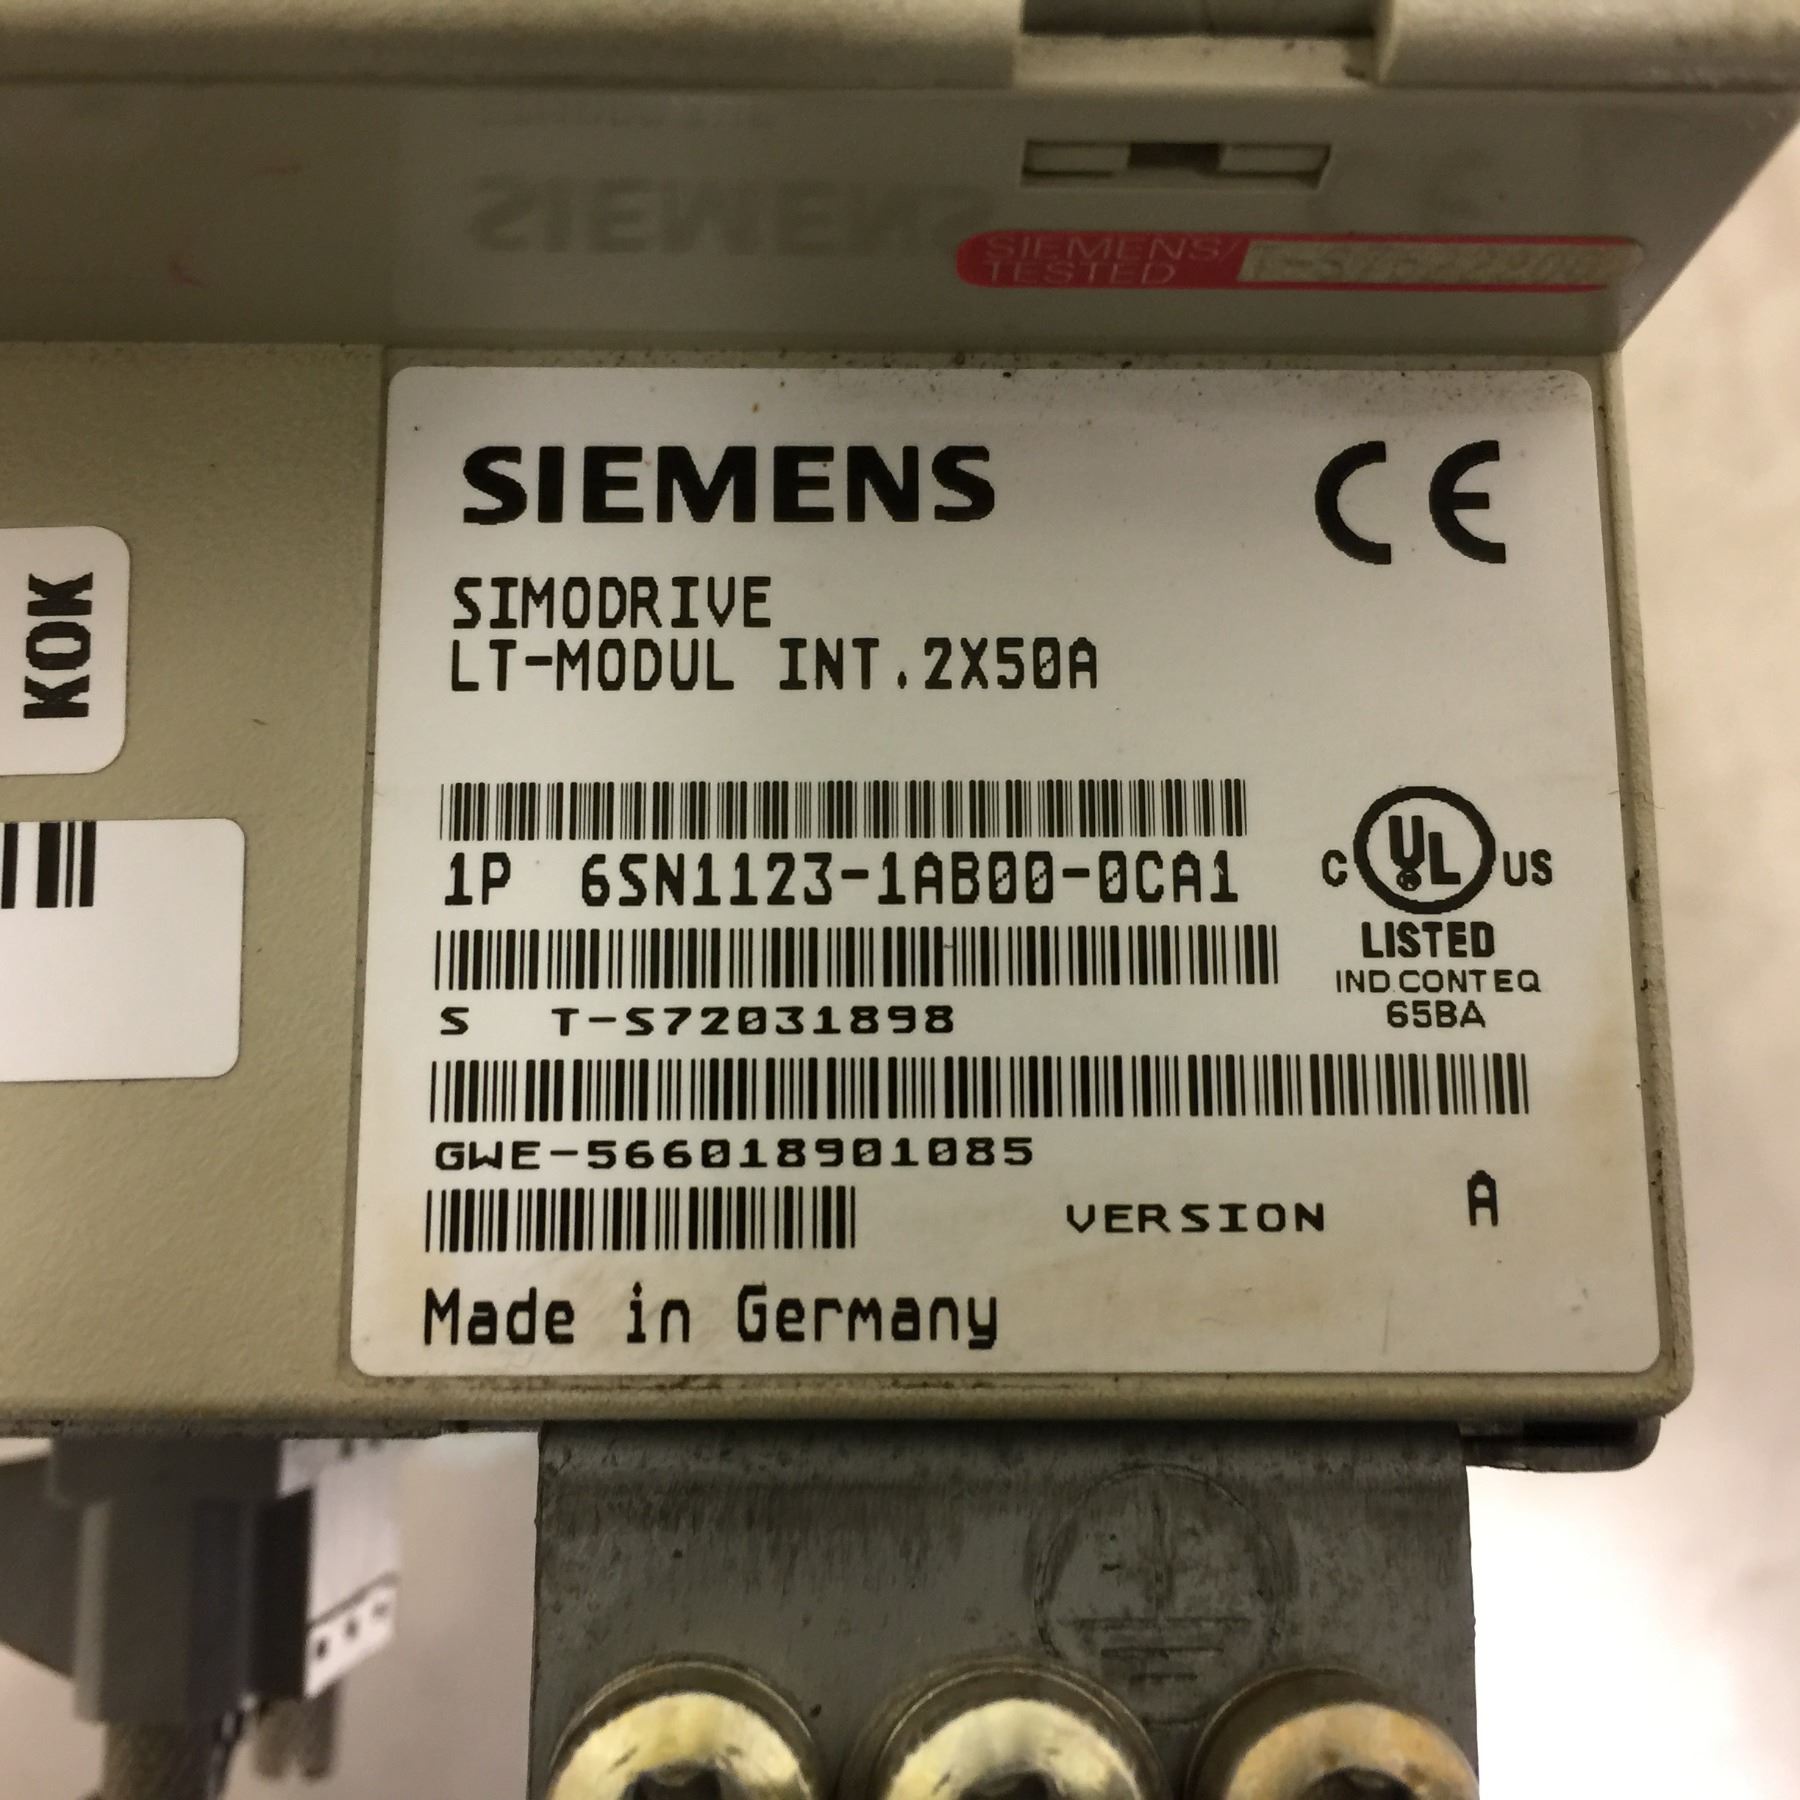 SIEMENS/
TESTED
SIEMENS
CE
SIMODRIVE
LT-MODUL INT.2X50A
KOK
1P 6SN1123-1AB00-0CA1
C UL US
LISTED
IND.CONT EQ
65BA
S T-S72031898
GWE-566018901085
VERSION A
Made in Germany